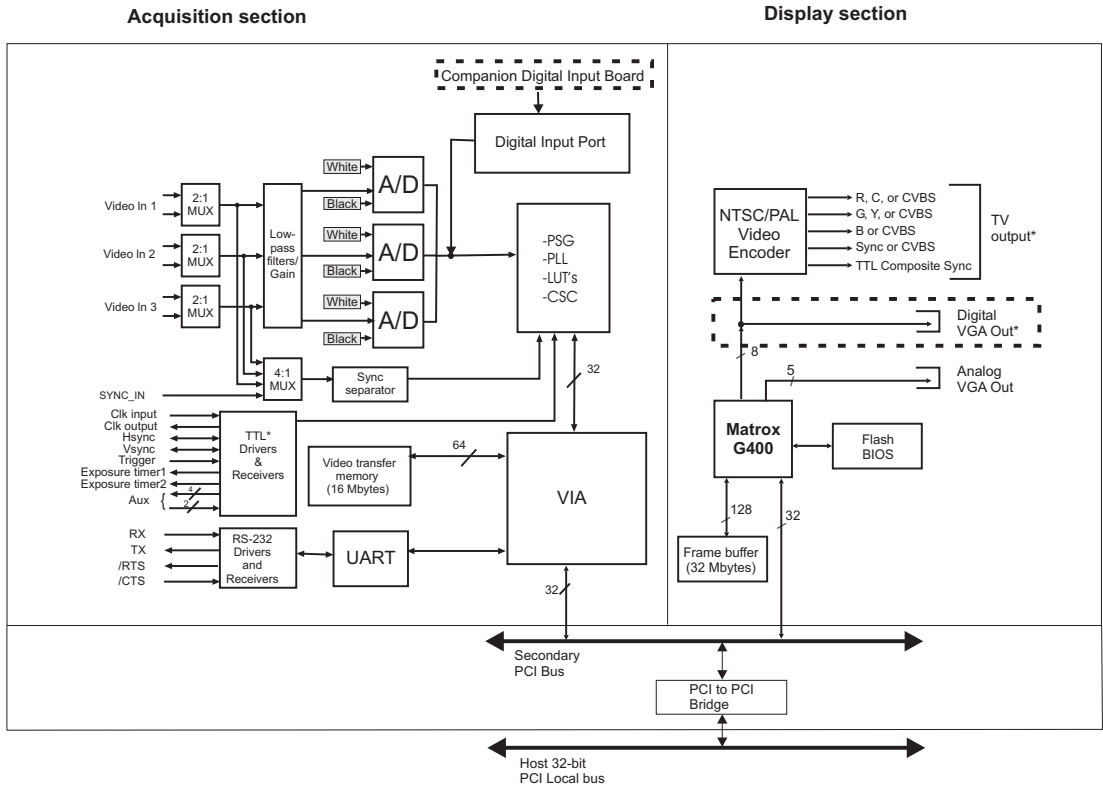 Acquisition section
Display section
Companion Digital Input Board
Digital Input Port
White
A/D
Black
White
A/D
Black
White
A/D
Black
Video In 1
2:1
MUX
Video In 2
2:1
MUX
Video In 3
2:1
MUX
Low-
pass
filters/
Gain
-PSG
-PLL
-LUT's
-CSC
4:1
MUX
Sync
separator
32
SYNC_IN
Clk input
Clk output
Hsync
Vsync
Trigger
Exposure timer1
Exposure timer2
Aux {
4
2
TTL*
Drivers
&
Receivers
Video transfer
memory
(16 Mbytes)
64
VIA
RX
TX
/RTS
/CTS
RS-232
Drivers
and
Receivers
UART
32
NTSC/PAL
Video
Encoder
R, C, or CVBS
G, Y, or CVBS
B or CVBS
Sync or CVBS
TTL Composite Sync
TV
output*
Digital
VGA Out*
8
5
Analog
VGA Out
Matrox
G400
Flash
BIOS
128
32
Frame buffer
(32 Mbytes)
Secondary
PCI Bus
PCI to PCI
Bridge
Host 32-bit
PCI Local bus